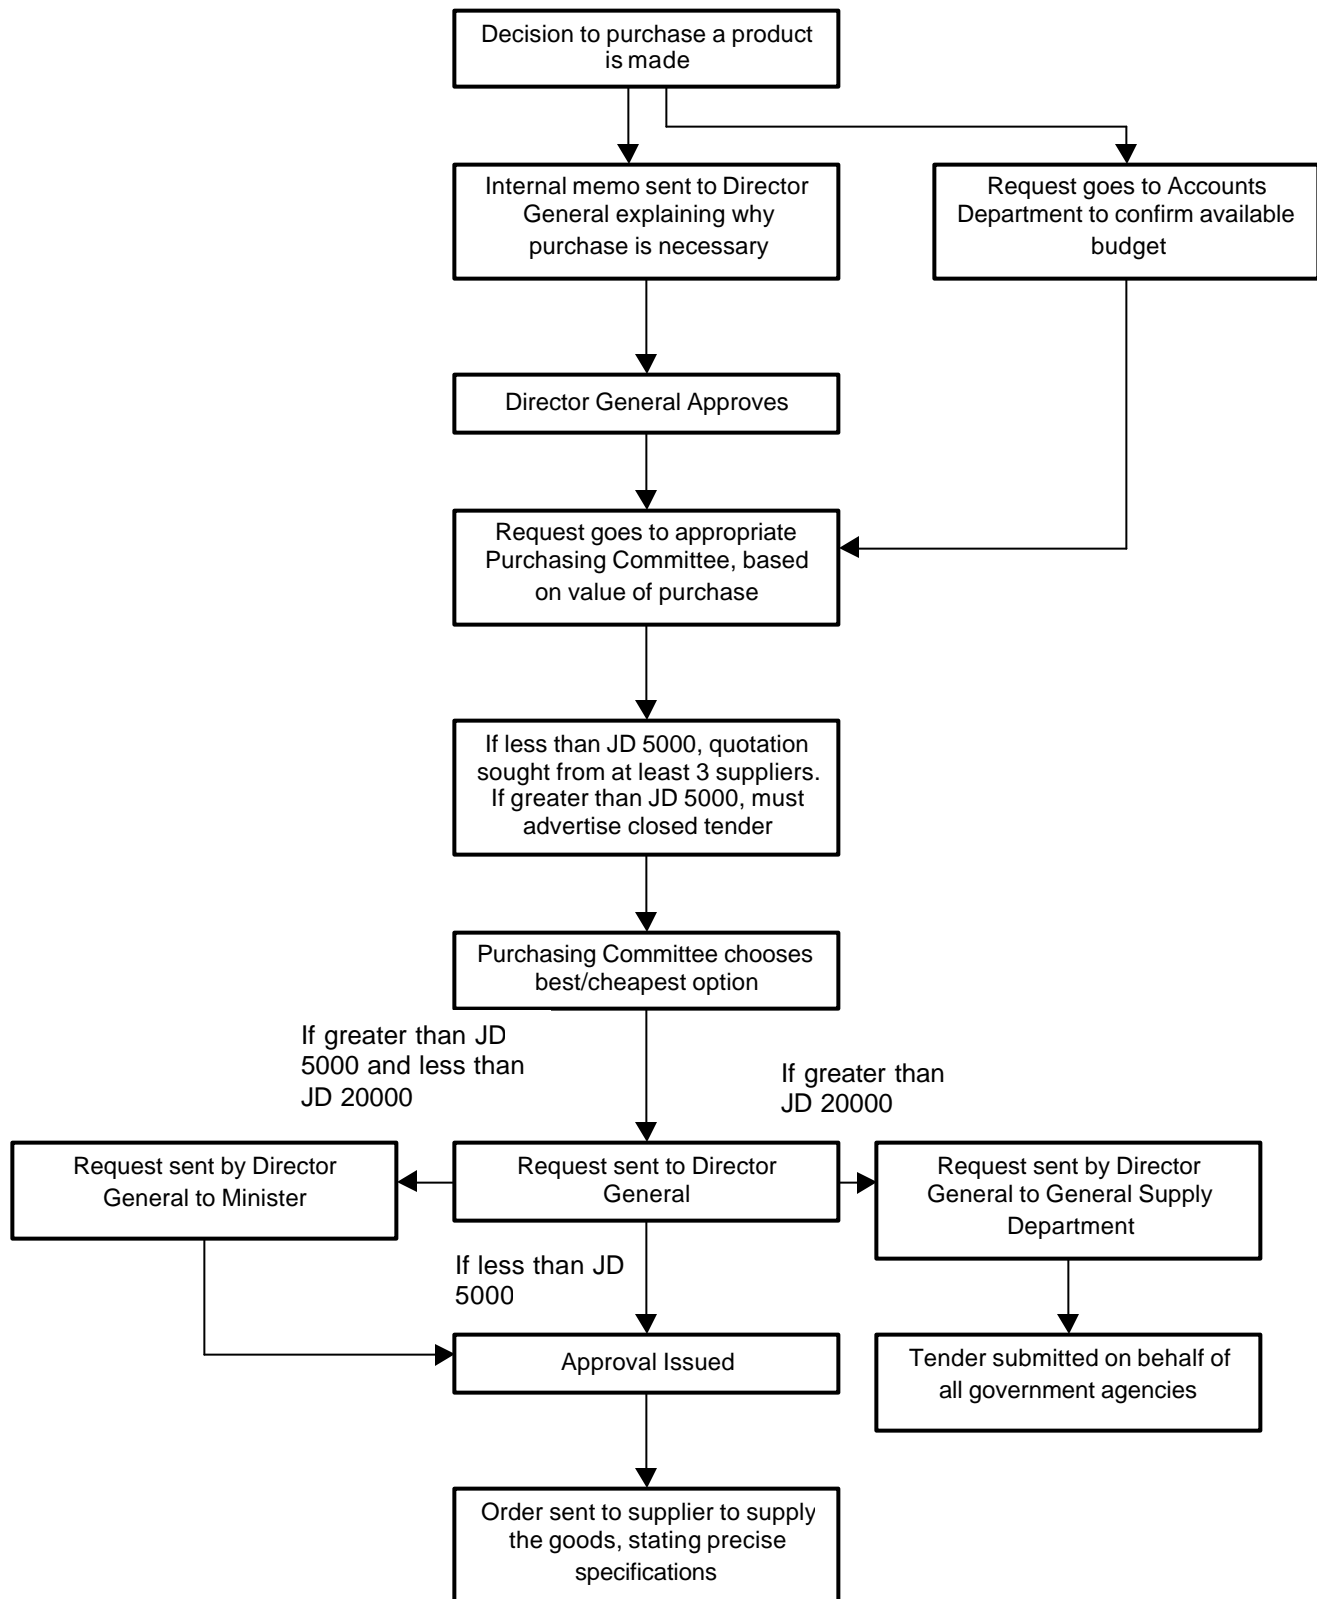 Decision to purchase a product
is made
Internal memo sent to Director
General explaining why
purchase is necessary
Request goes to Accounts
Department to confirm available
budget
Director General Approves
Request goes to appropriate
Purchasing Committee, based
on value of purchase
If less than JD 5000, quotation
sought from at least 3 suppliers.
If greater than JD 5000, must
advertise closed tender
Purchasing Committee chooses
best/cheapest option
If greater than JD
5000 and less than
JD 20000
If greater than
JD 20000
Request sent by Director
General to Minister
Request sent to Director
General
Request sent by Director
General to General Supply
Department
If less than JD
5000
Approval Issued
Tender submitted on behalf of
all government agencies
Order sent to supplier to supply
the goods, stating precise
specifications